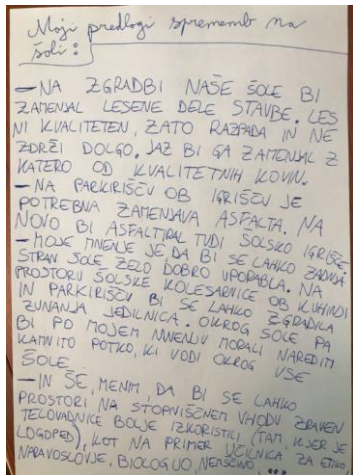 Moji predlogi sprememb na
šoli:
- NA ZGRADBI NAŠE ŠOLE BI
ZAMENJAL LESENE DELE STAVBE. LES
NI KVALITETEN, ZATO RAZPADA IN NE
ZDRŽI DOLGO. JAZ BI GA ZAMENJAL Z
KATERO OD KVALITETNIH KOVIN.
- NA PARKIRIŠČU OB IGRIŠČU JE
POTREBNA ZAMENJAVA ASFALTA. NA
NOVO BI ASFALTIRAL TUDI ŠOLSKO IGRIŠČE.
- MOJE MNENJE JE, DA BI SE LAHKO ZADNJA
STRAN ŠOLE ZELO DOBRO UPORABLA. NA
PROSTORU ŠOLSKE KOLESARNICE OB KUHINJI
IN PARKIRIŠČU BI SE LAHKO ZGRADILA
ZUNANJA JEDILNICA. OKROG ŠOLE PA
BI PO MOJEM MNENJU MORALI NAREDITI
KAMNITO POTKO, KI VODI OKROG VSE
ŠOLE.
- IN ŠE, MENIM, DA BI SE LAHKO
PROSTORI NA STOPNIŠČNEM VHODU ZRAVEN
TELOVADNICE BOLJE IZKORISTILI (TAM, KJER JE
LOGOPED), KOT NA PRIMER UČILNICA ZA ETIKO
NARAVOSLOVJE, BIOLOGIJO, NEMŠČINO ...